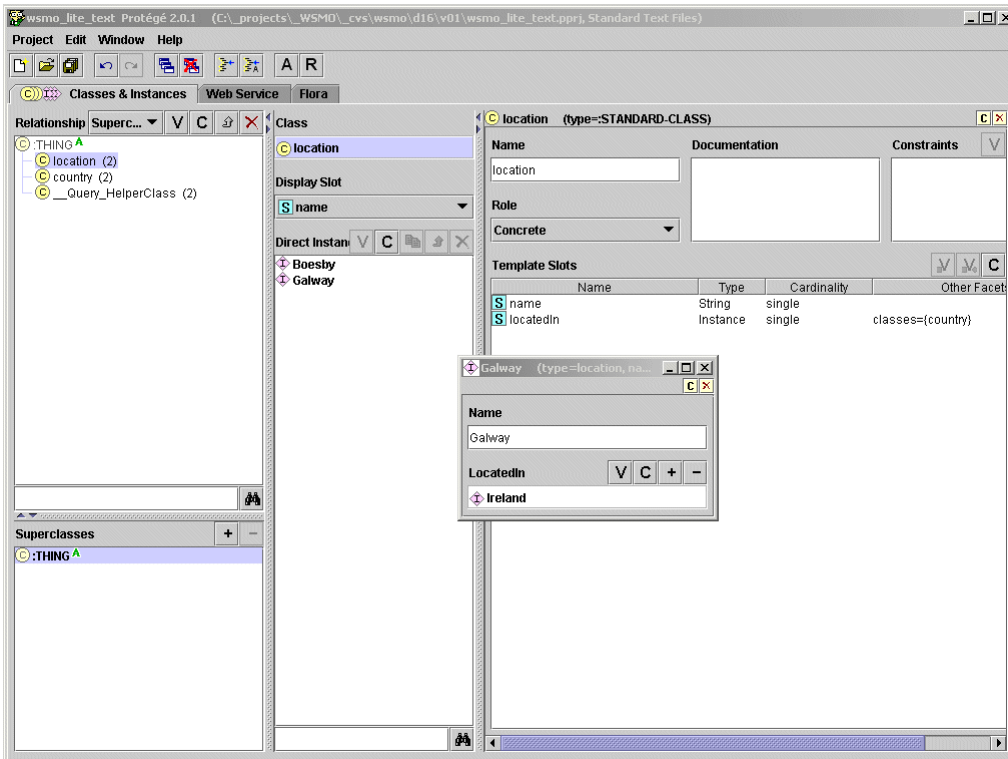 wsmo_lite_text Protégé 2.0.1 (C:\_projects\_WSMO\_cvs\wsmo\d16\v01\wsmo_lite_text.pprj, Standard Text Files)
Project Edit Window Help
A R
C I Classes & Instances Web Service Flora
Relationship Superc... V C
C :THING A
C location (2)
C country (2)
C __Query_HelperClass (2)
Superclasses + -
C :THING A
Class
C location
Display Slot
S name
Direct Instan V C
I Boesby
I Galway
C location (type=:STANDARD-CLASS) C ×
Name Documentation Constraints V
location
Role
Concrete
Template Slots V V C
Name Type Cardinality Other Facets
S name String single
S locatedIn Instance single classes={country}
I Galway (type=location, na...
C ×
Name
Galway
LocatedIn V C + -
I Ireland